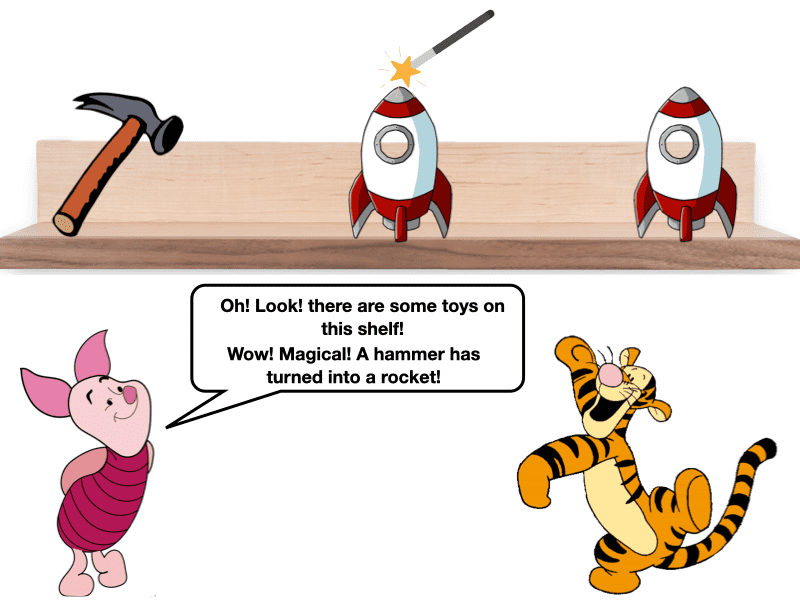 Oh! Look! there are some toys on
this shelf!
Wow! Magical! A hammer has
turned into a rocket!